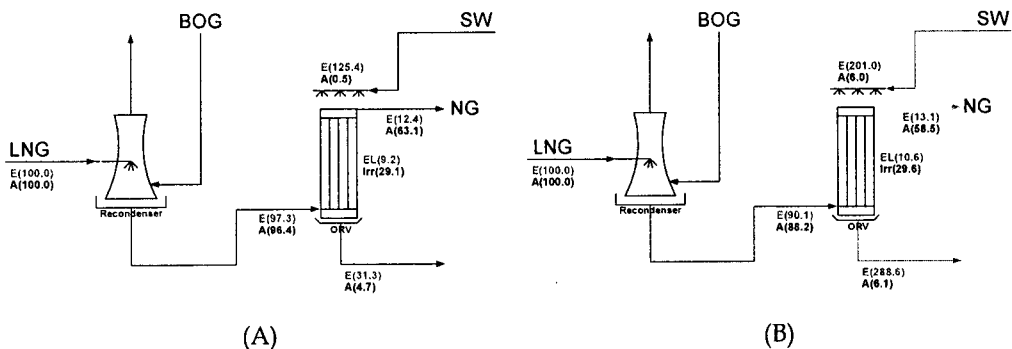 BOG
SW
E(125.4)
A(0.5)
NG
E(12.4)
A(63.1)
LNG
E(100.0)
A(100.0)
EL(9.2)
Irr(29.1)
Recondenser
E(97.3)
A(96.4)
ORV
E(31.3)
A(4.7)
(A)
BOG
SW
E(201.0)
A(6.0)
NG
E(13.1)
A(58.5)
LNG
E(100.0)
A(100.0)
EL(10.6)
Irr(29.6)
Recondenser
E(90.1)
A(88.2)
ORV
E(288.6)
A(6.1)
(B)